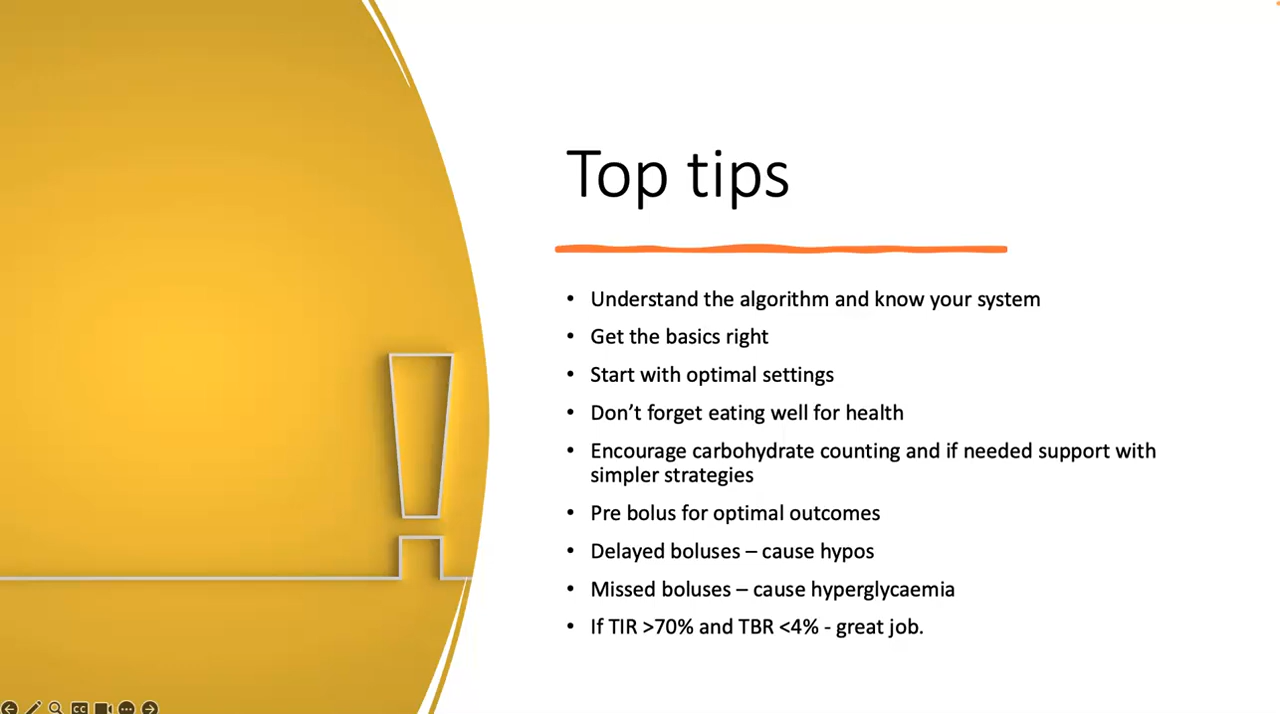 Top tips
• Understand the algorithm and know your system
• Get the basics right
• Start with optimal settings
• Don’t forget eating well for health
• Encourage carbohydrate counting and if needed support with
simpler strategies
• Pre bolus for optimal outcomes
• Delayed boluses – cause hypos
• Missed boluses – cause hyperglycaemia
• If TIR >70% and TBR <4% - great job.
CC